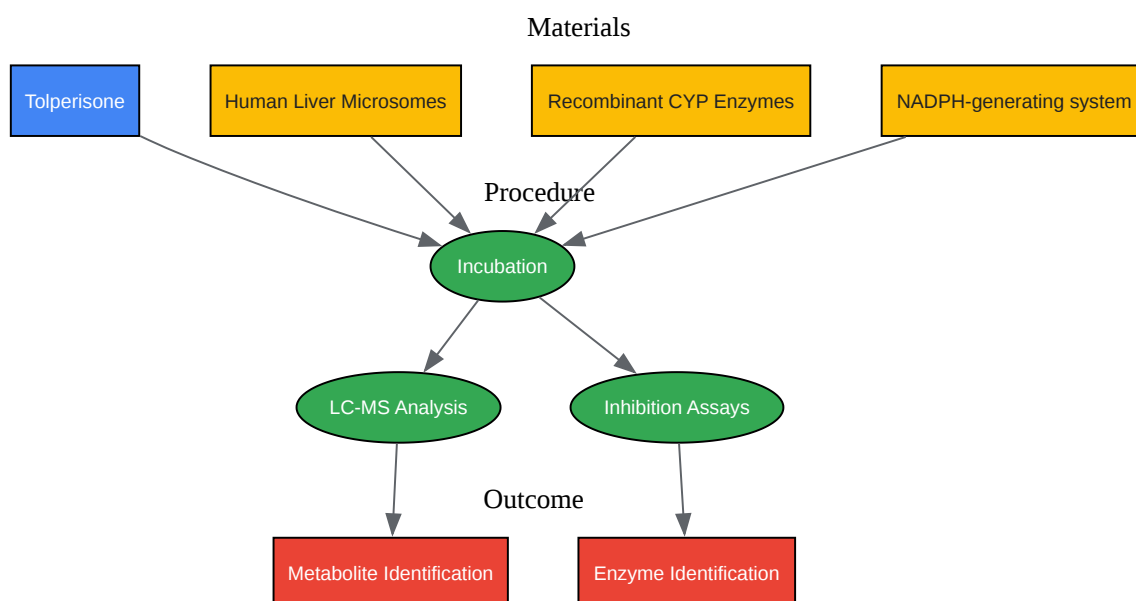 Materials
Tolperisone
Human Liver Microsomes
Recombinant CYP Enzymes
NADPH-generating system
Procedure
Incubation
LC-MS Analysis
Inhibition Assays
Outcome
Metabolite Identification
Enzyme Identification